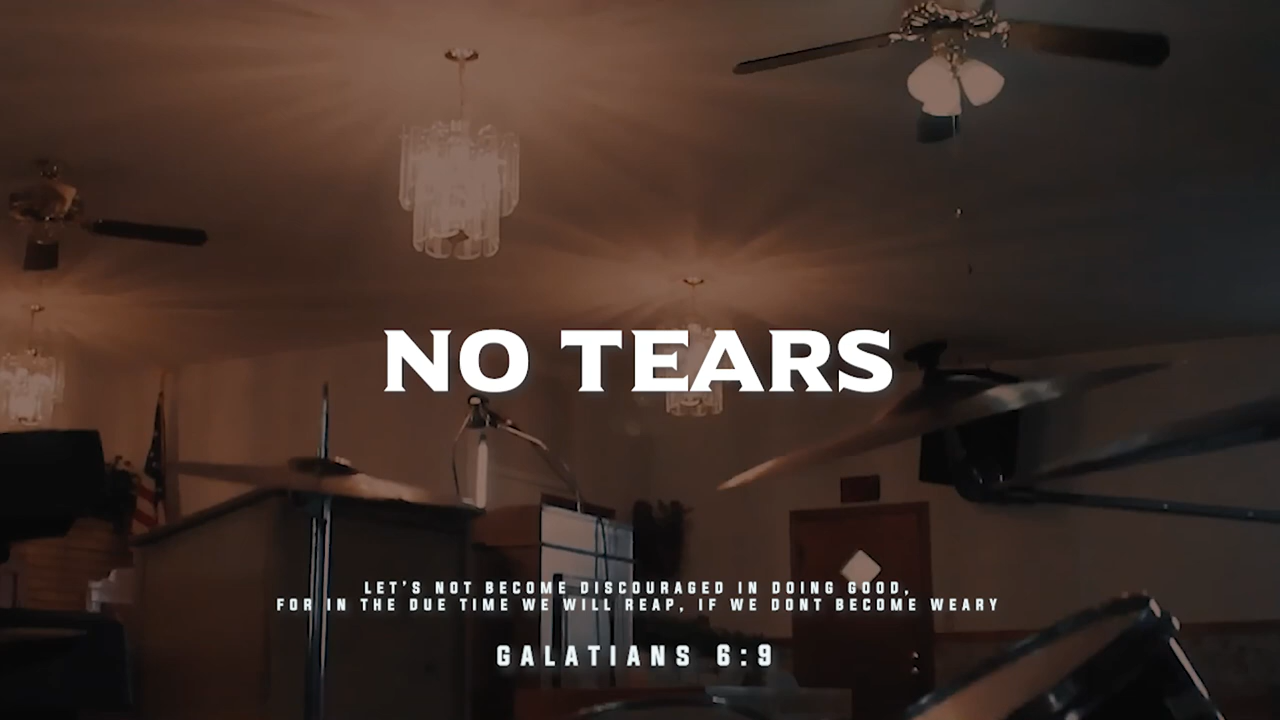 NO TEARS
LET'S NOT BECOME DISCOURAGED IN DOING GOOD,
FOR IN THE DUE TIME WE WILL REAP, IF WE DONT BECOME WEARY
GALATIANS 6:9